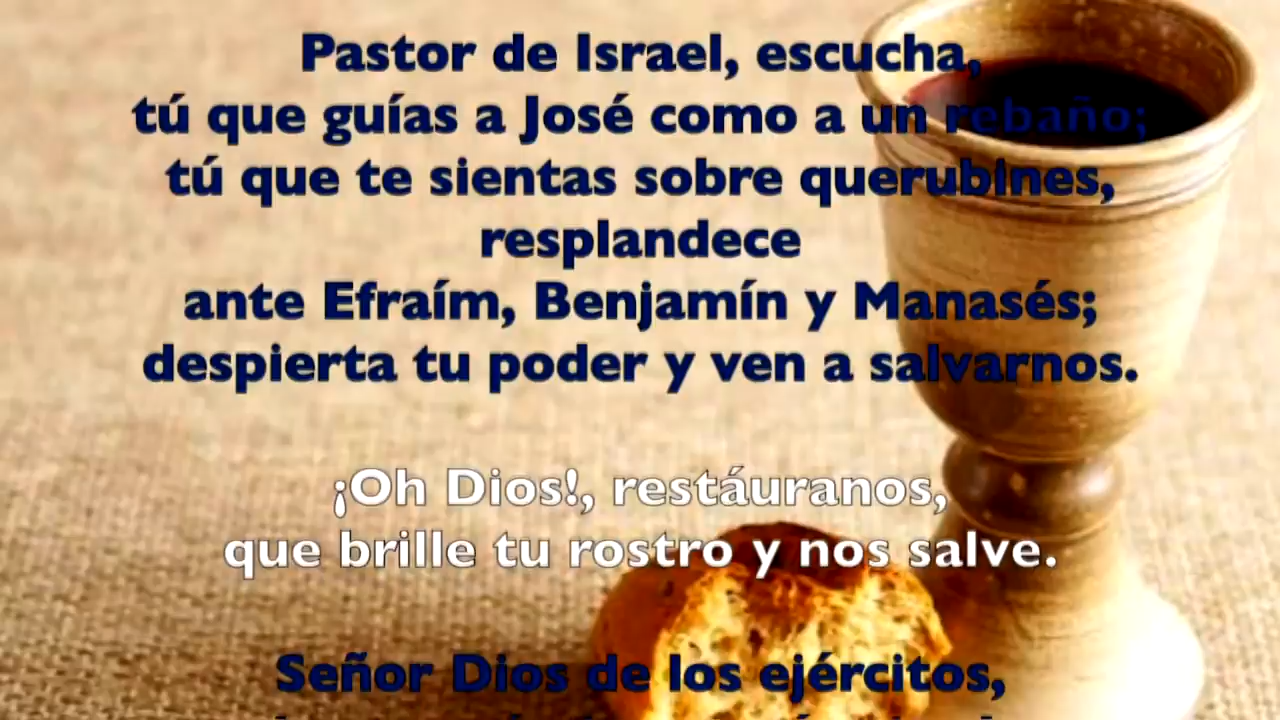 Pastor de Israel, escucha,
tú que guías a José como a un rebaño;
tú que te sientas sobre querubines,
resplandece
ante Efraím, Benjamín y Manasés;
despierta tu poder y ven a salvarnos.
¡Oh Dios!, restáuranos,
que brille tu rostro y nos salve.
Señor Dios de los ejércitos,